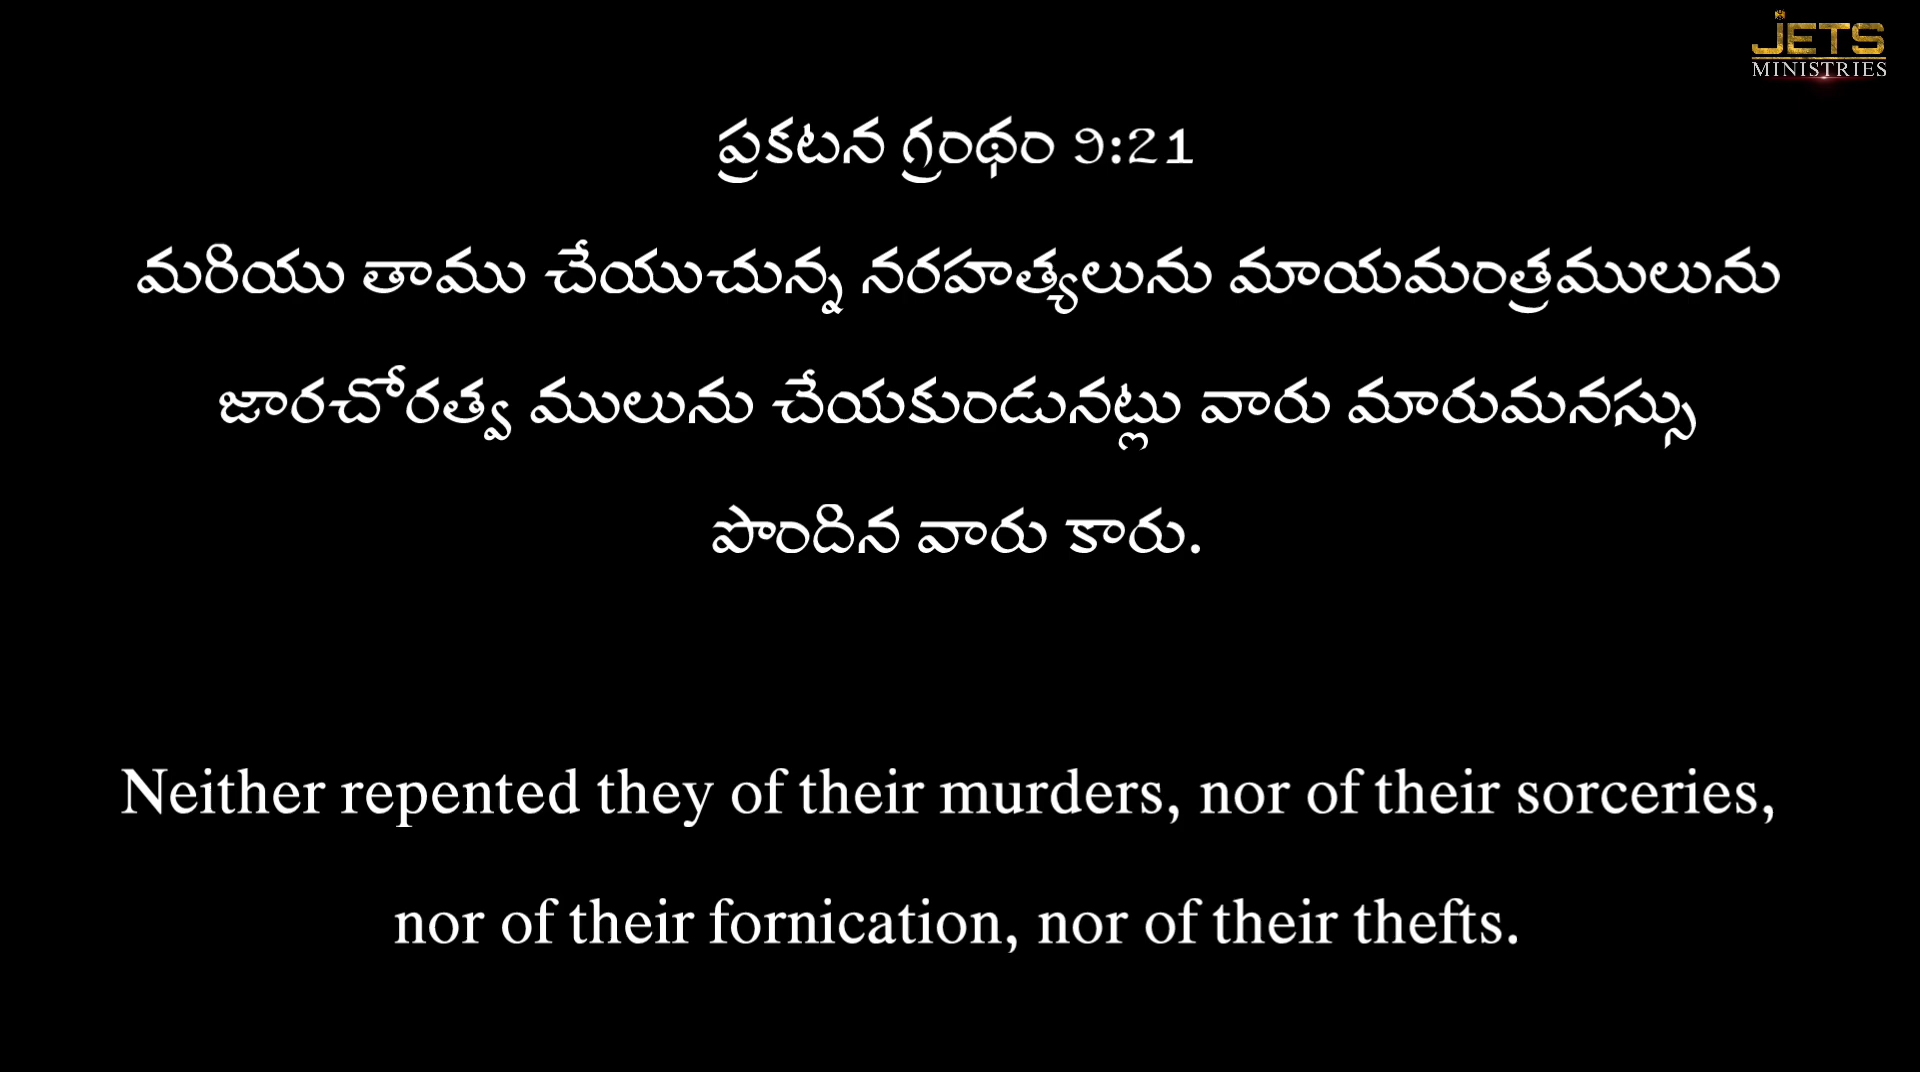 JETS
MINISTRIES
ప్రకటన గ్రంథం 9:21
మరియు తాము చేయుచున్న నరహత్యలును మాయమంత్రములును
జారచోరత్వ ములును చేయకుండునట్లు వారు మారుమనస్సు
పొందిన వారు కారు.
Neither repented they of their murders, nor of their sorceries,
nor of their fornication, nor of their thefts.